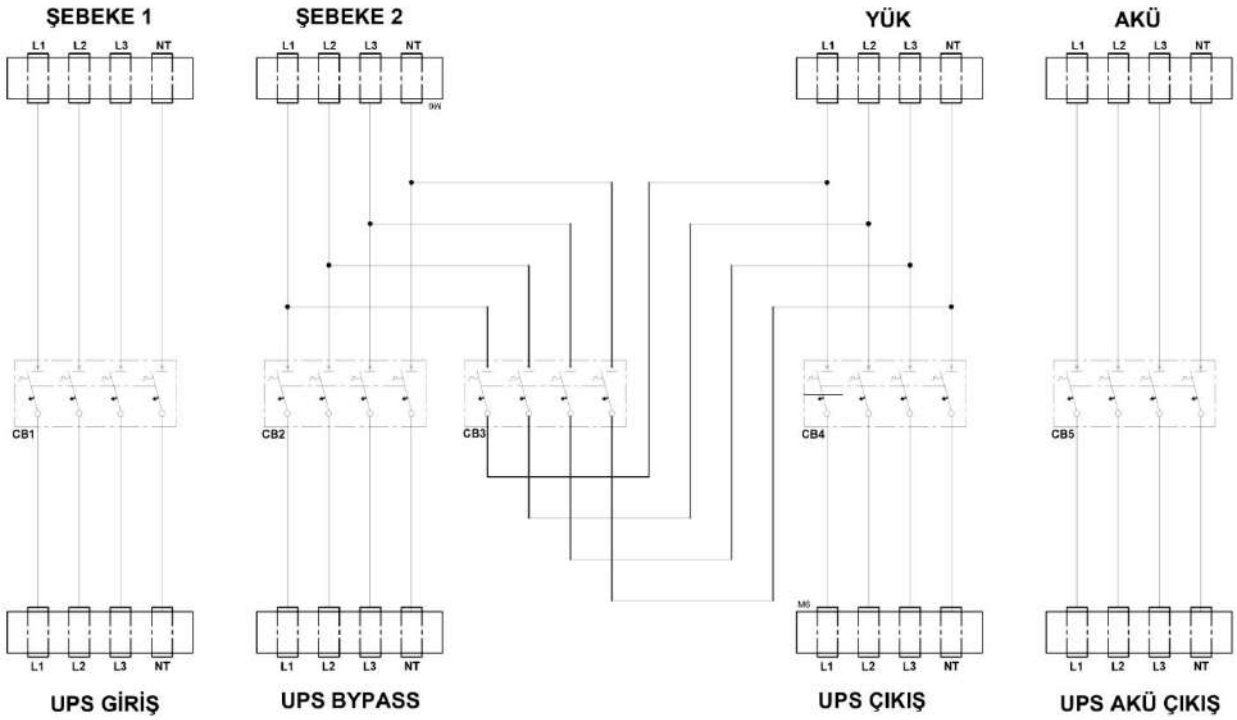 ŞEBEKE 1 ŞEBEKE 2 YÜK AKÜ
L1 L2 L3 NT L1 L2 L3 NT L1 L2 L3 NT L1 L2 L3 NT
M6
CB1 CB2 CB3 CB4 CB5
M6
L1 L2 L3 NT L1 L2 L3 NT L1 L2 L3 NT L1 L2 L3 NT
UPS GİRİŞ UPS BYPASS UPS ÇIKIŞ UPS AKÜ ÇIKIŞ